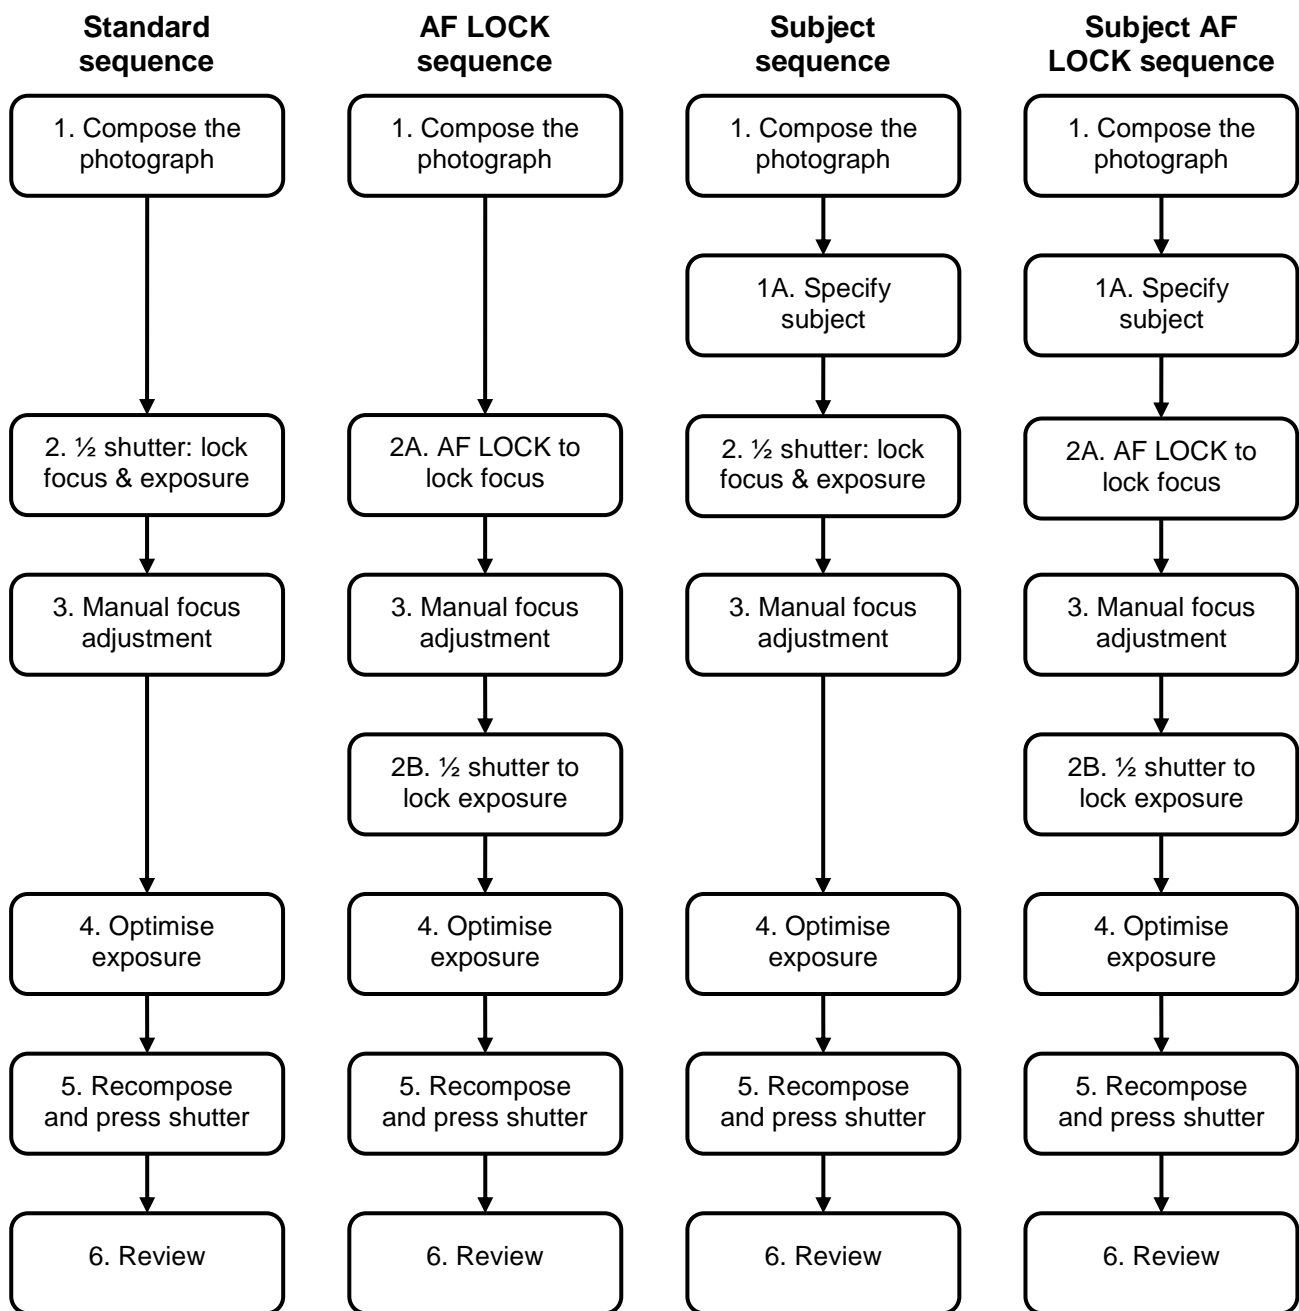 Standard
sequence
1. Compose the
photograph
2. ½ shutter: lock
focus & exposure
3. Manual focus
adjustment
4. Optimise
exposure
5. Recompose
and press shutter
6. Review
AF LOCK
sequence
1. Compose the
photograph
2A. AF LOCK to
lock focus
3. Manual focus
adjustment
2B. ½ shutter to
lock exposure
4. Optimise
exposure
5. Recompose
and press shutter
6. Review
Subject
sequence
1. Compose the
photograph
1A. Specify
subject
2. ½ shutter: lock
focus & exposure
3. Manual focus
adjustment
4. Optimise
exposure
5. Recompose
and press shutter
6. Review
Subject AF
LOCK sequence
1. Compose the
photograph
1A. Specify
subject
2A. AF LOCK to
lock focus
3. Manual focus
adjustment
2B. ½ shutter to
lock exposure
4. Optimise
exposure
5. Recompose
and press shutter
6. Review